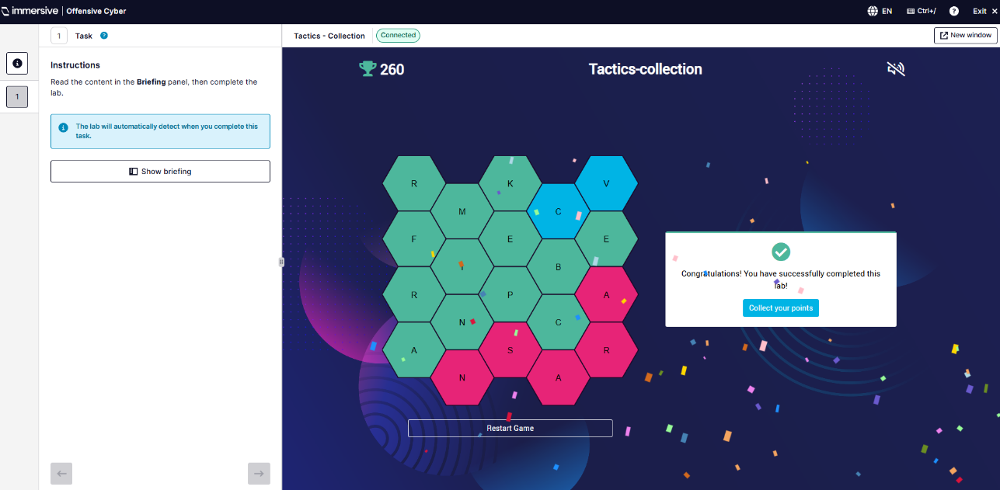 immersive | Offensive Cyber
EN
Ctrl+/
?
Exit ×
1
Task ?
Tactics - Collection
Connected
New window
Instructions
Read the content in the Briefing panel, then complete the
lab.
1
The lab will automatically detect when you complete this
task.
Show briefing
260
Tactics-collection
R
K
V
M
C
F
E
E
I
B
R
P
A
N
C
A
S
R
N
A
Congratulations! You have successfully completed this
lab!
Collect your points
Restart Game